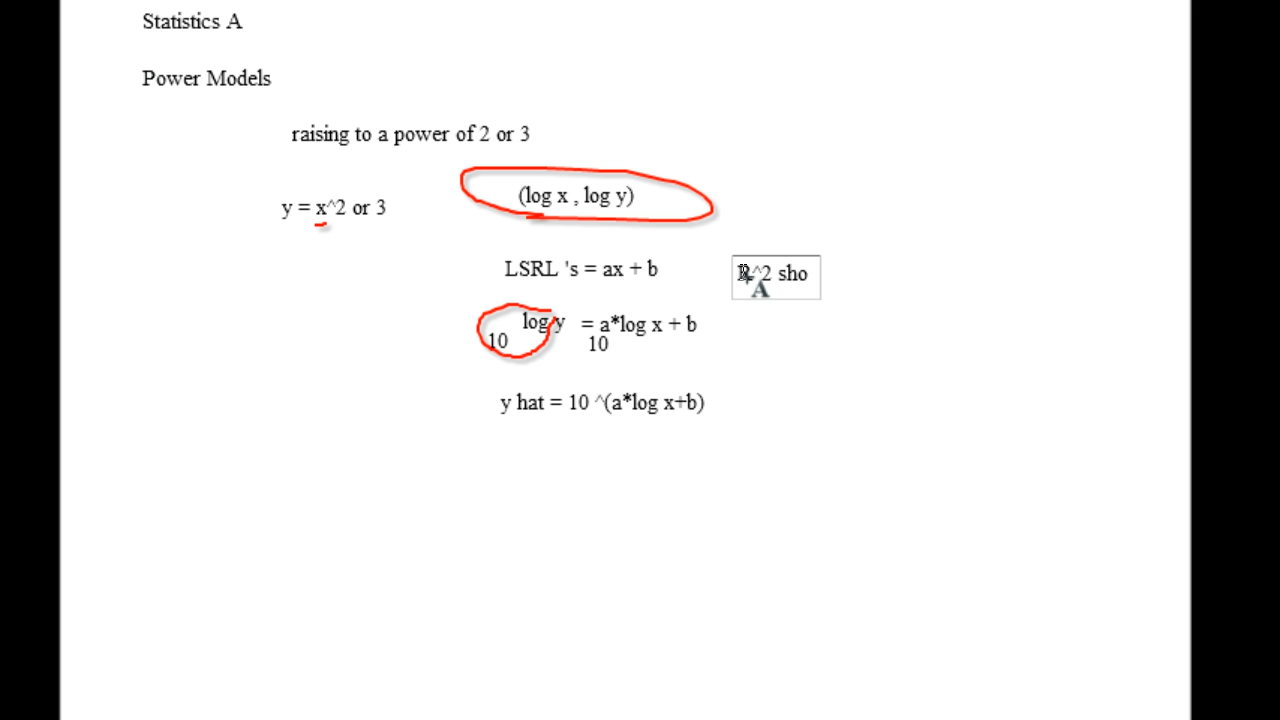 Statistics A
Power Models
raising to a power of 2 or 3
(log x , log y)
y = x^2 or 3
LSRL 's = ax + b
R^2 sho
log y = a*log x + b
10 10
y hat = 10 ^(a*log x+b)